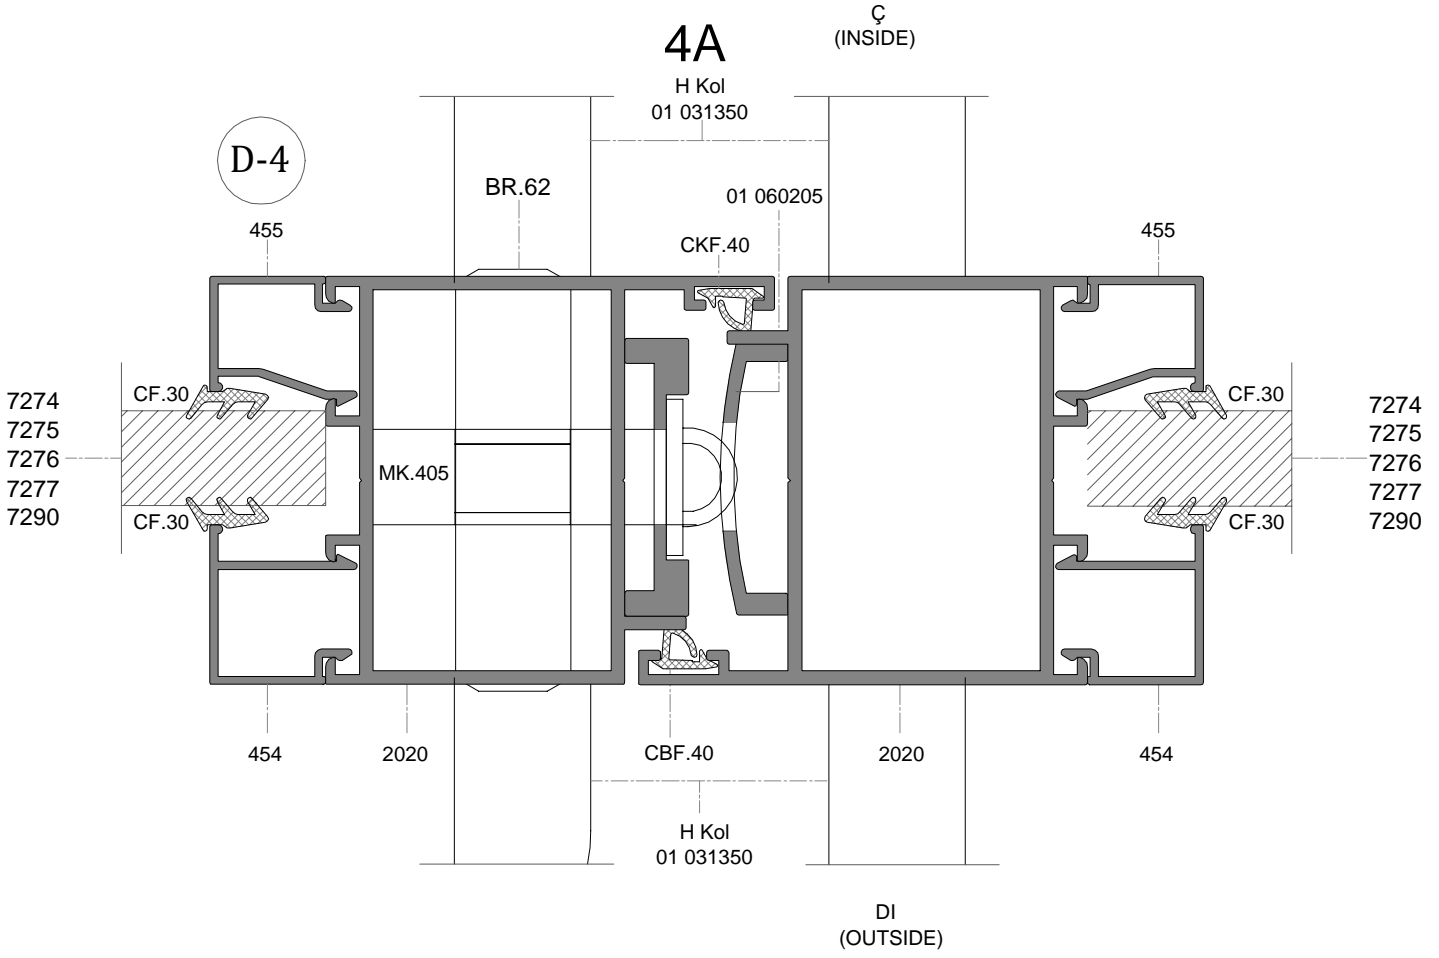 Ç
(INSIDE)
4A
H Kol
01 031350
D-4
BR.62
01 060205
455
CKF.40
455
CF.30
CF.30
7274
7275
7276
7277
7290
MK.405
7274
7275
7276
7277
7290
CF.30
CF.30
454
2020
CBF.40
2020
454
H Kol
01 031350
DI
(OUTSIDE)